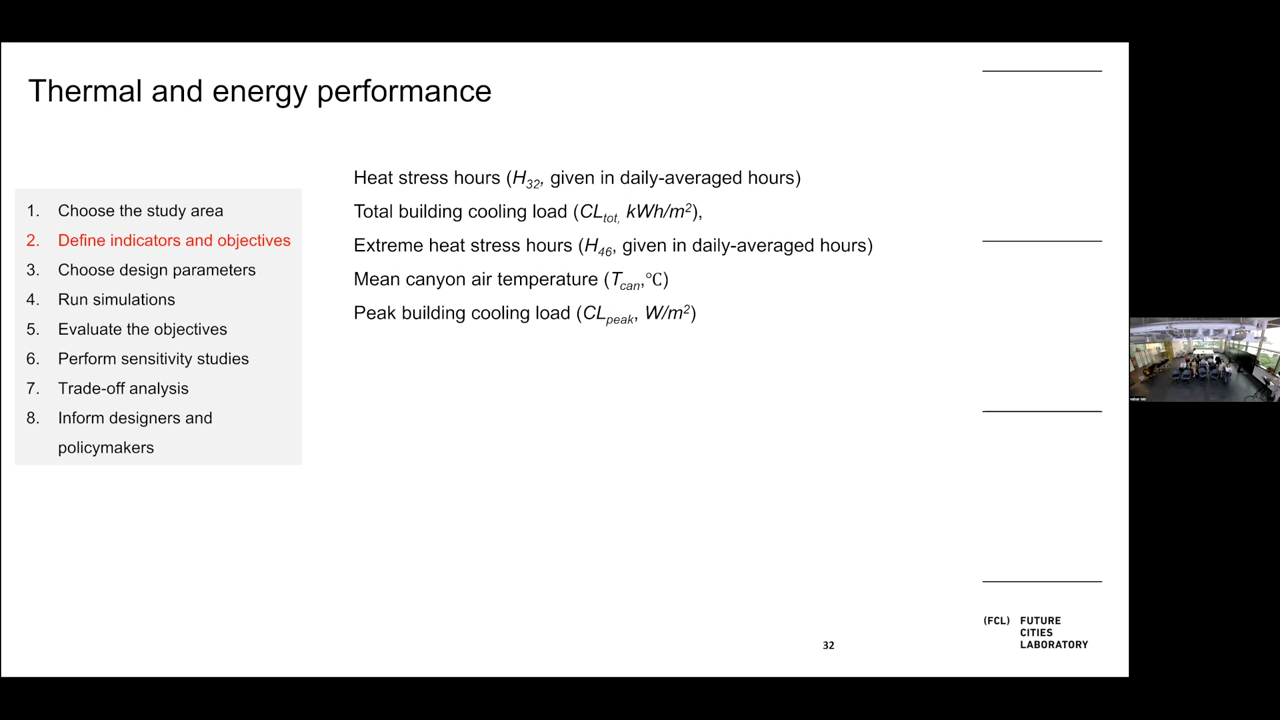 Thermal and energy performance
1. Choose the study area
2. Define indicators and objectives
3. Choose design parameters
4. Run simulations
5. Evaluate the objectives
6. Perform sensitivity studies
7. Trade-off analysis
8. Inform designers and
policymakers
Heat stress hours (H32, given in daily-averaged hours)
Total building cooling load (CLtot, kWh/m²),
Extreme heat stress hours (H46, given in daily-averaged hours)
Mean canyon air temperature (Tcan,°C)
Peak building cooling load (CLpeak, W/m²)
32
(FCL) FUTURE
CITIES
LABORATORY